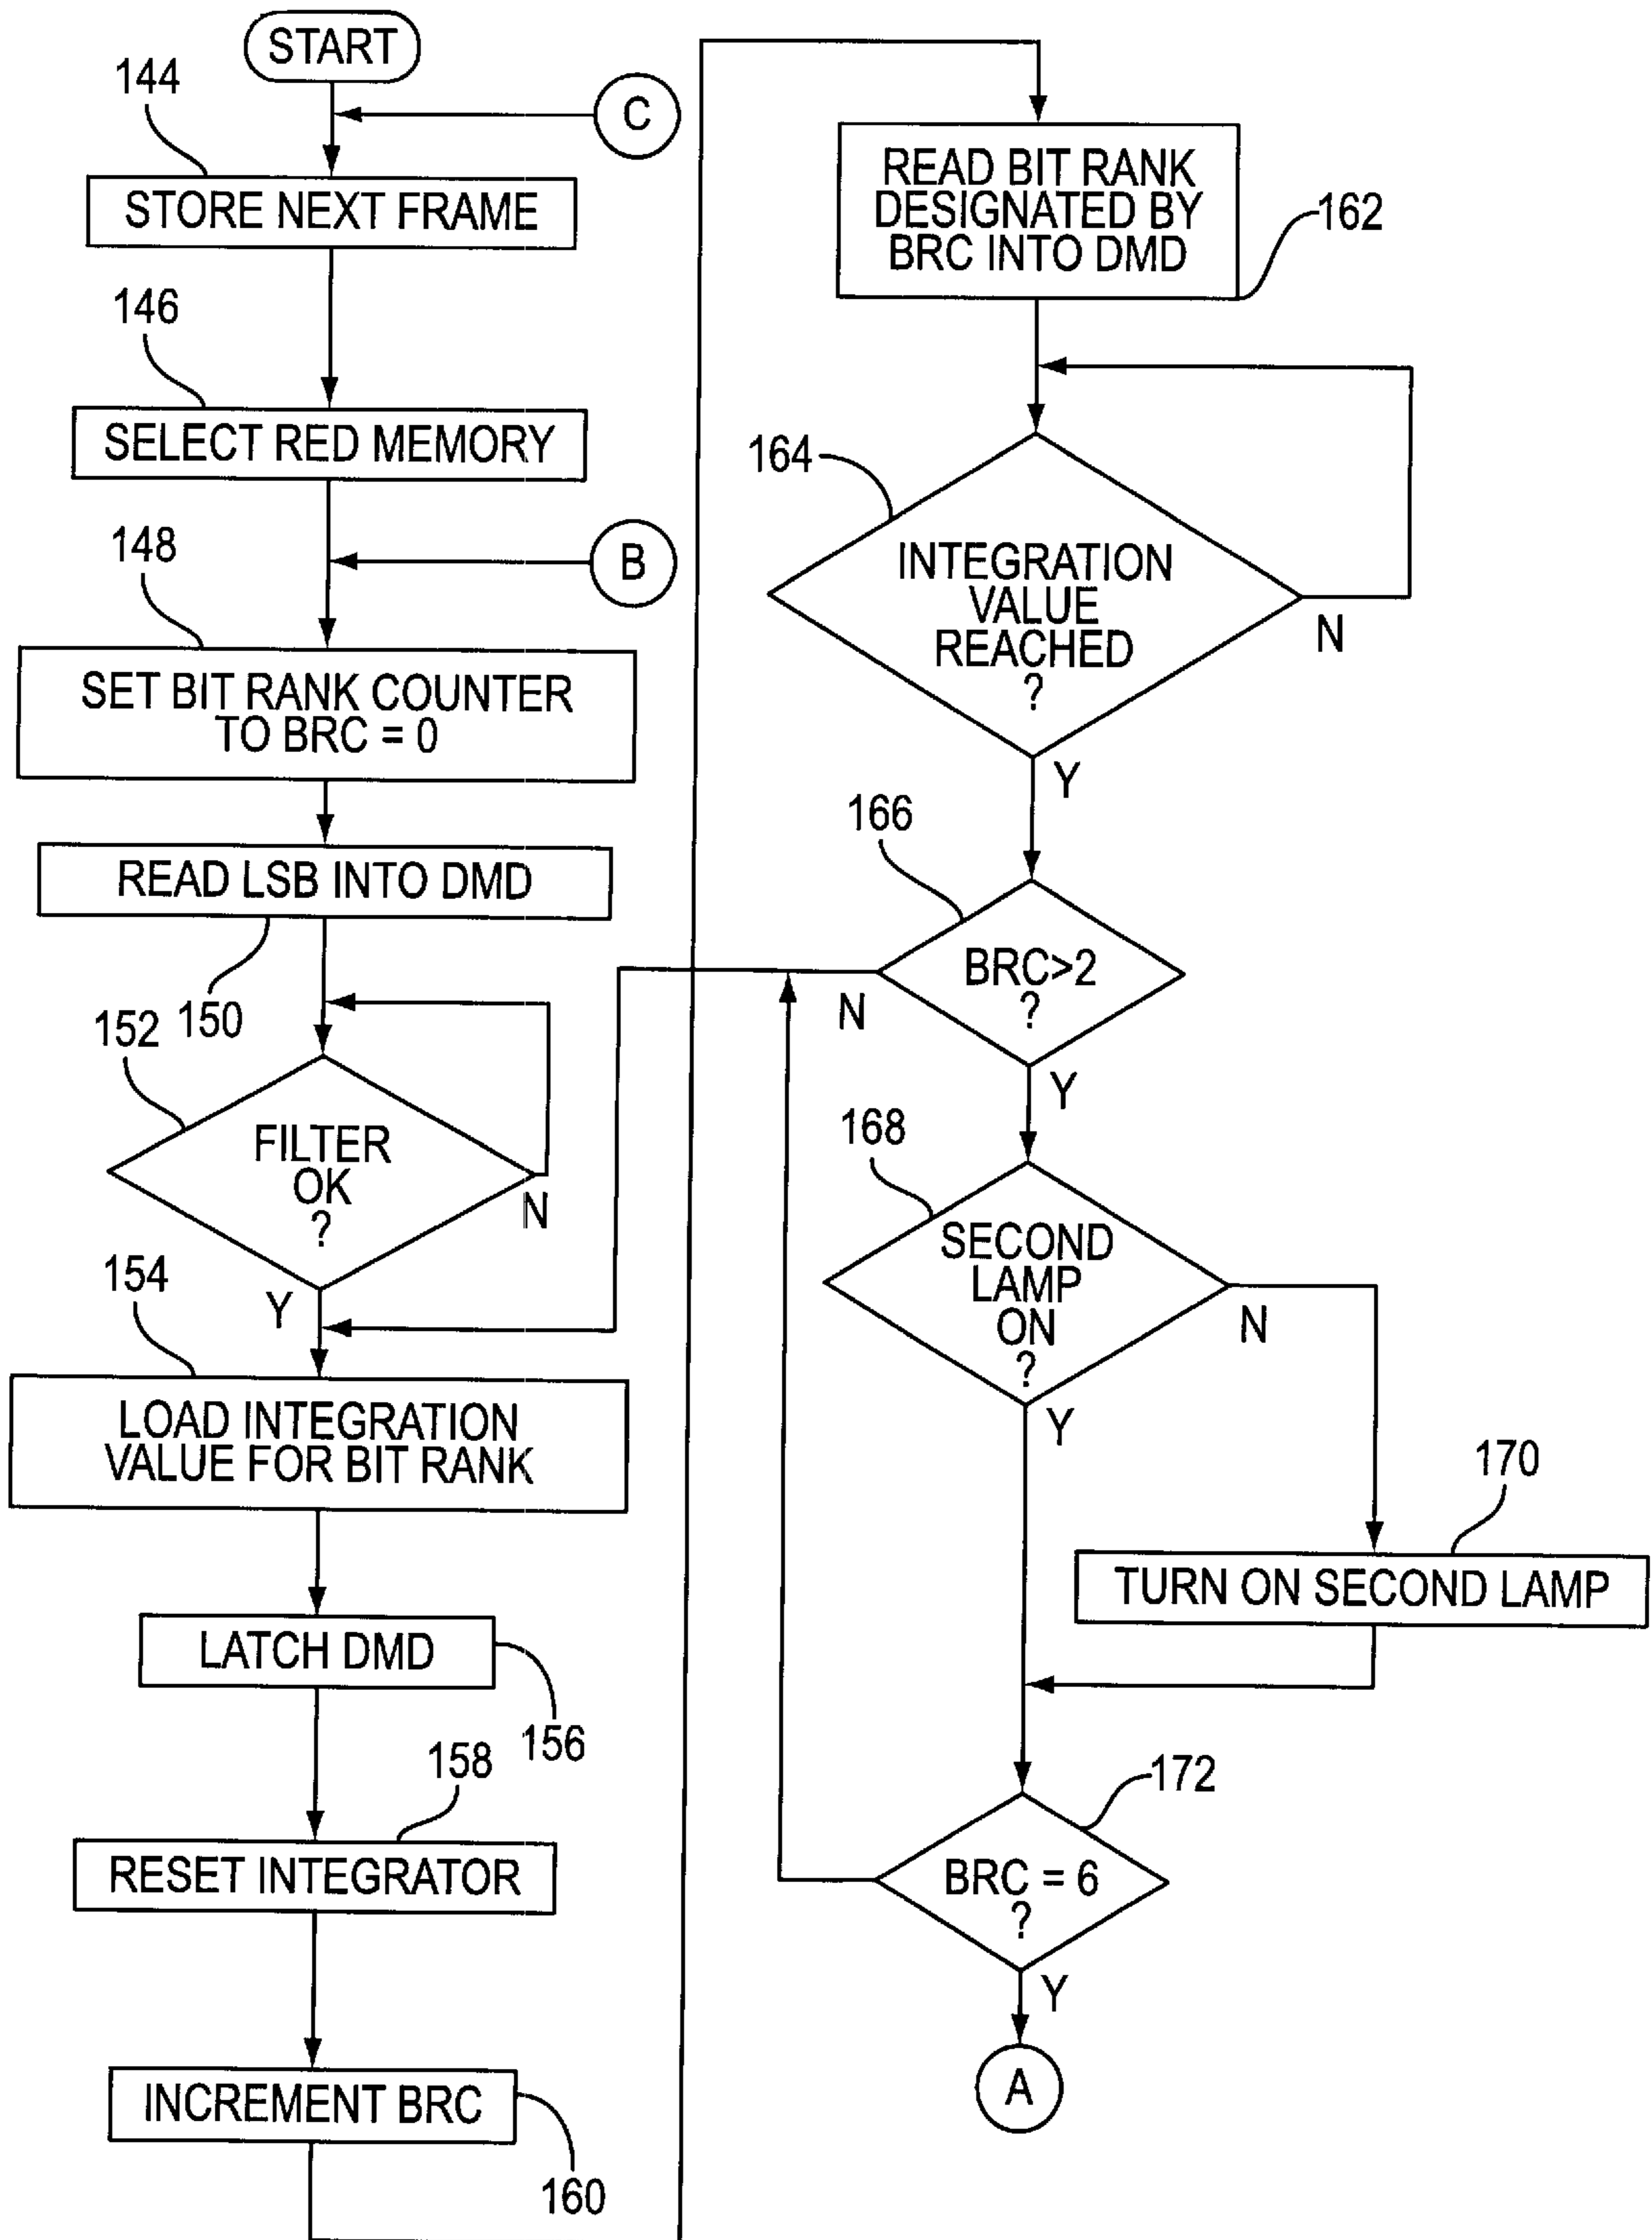 START
C
144
STORE NEXT FRAME
146
SELECT RED MEMORY
148
B
SET BIT RANK COUNTER
TO BRC = 0
READ LSB INTO DMD
150
152
FILTER
OK
?
N
Y
154
LOAD INTEGRATION
VALUE FOR BIT RANK
LATCH DMD
156
158
RESET INTEGRATOR
INCREMENT BRC
160
READ BIT RANK
DESIGNATED BY
BRC INTO DMD
162
164
INTEGRATION
VALUE
REACHED
?
N
Y
166
BRC>2
?
N
Y
168
SECOND
LAMP
ON
?
N
Y
170
TURN ON SECOND LAMP
172
BRC = 6
?
Y
A